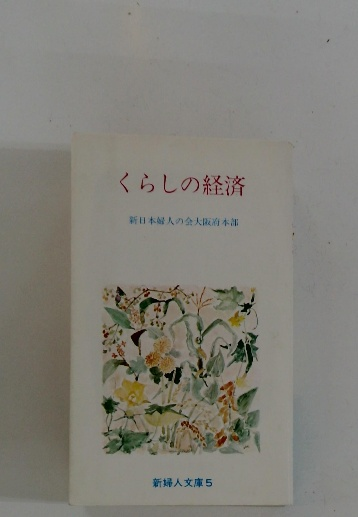 くらしの経済
新日本婦人の会大阪府本部
新婦人文庫5